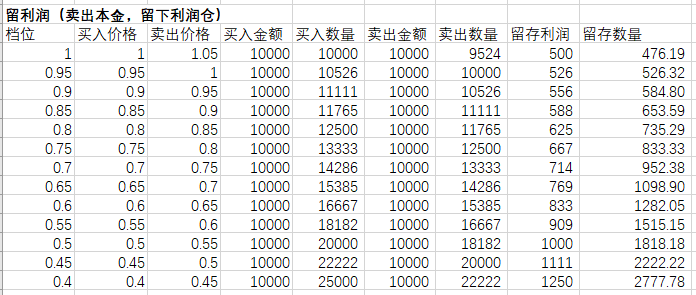 留利润（卖出本金，留下利润仓）
档位 买入价格 卖出价格 买入金额 买入数量 卖出金额 卖出数量 留存利润 留存数量
1 1 1.05 10000 10000 10000 9524 500 476.19
0.95 0.95 1 10000 10526 10000 10000 526 526.32
0.9 0.9 0.95 10000 11111 10000 10526 556 584.80
0.85 0.85 0.9 10000 11765 10000 11111 588 653.59
0.8 0.8 0.85 10000 12500 10000 11765 625 735.29
0.75 0.75 0.8 10000 13333 10000 12500 667 833.33
0.7 0.7 0.75 10000 14286 10000 13333 714 952.38
0.65 0.65 0.7 10000 15385 10000 14286 769 1098.90
0.6 0.6 0.65 10000 16667 10000 15385 833 1282.05
0.55 0.55 0.6 10000 18182 10000 16667 909 1515.15
0.5 0.5 0.55 10000 20000 10000 18182 1000 1818.18
0.45 0.45 0.5 10000 22222 10000 20000 1111 2222.22
0.4 0.4 0.45 10000 25000 10000 22222 1250 2777.78